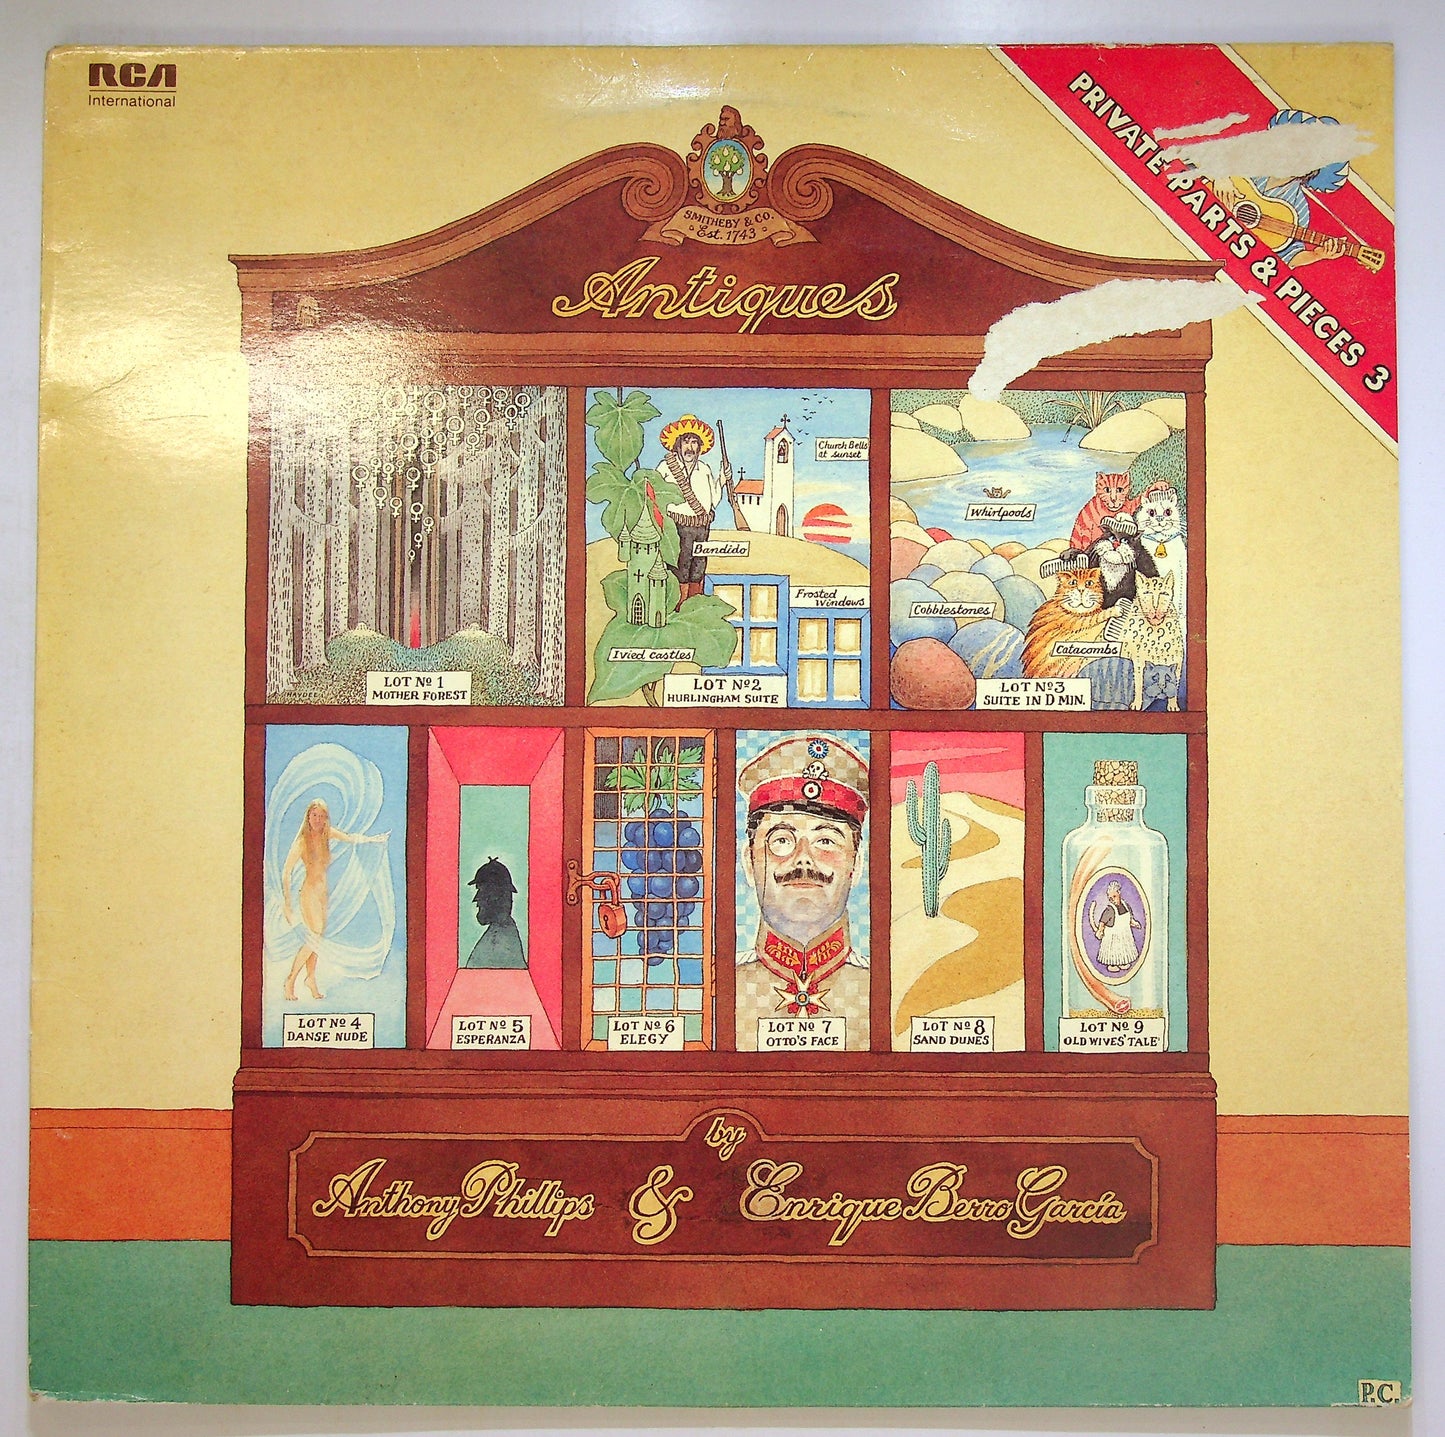 RCA
International
PRIVATE PARTS & PIECES 3
SMITHEBY & CO.
Est. 1743
Antiques
Church Bells
at sunset
Bandido
Frosted
Windows
Ivied Castles
Whirlpools
Cobblestones
Catacombs
LOT No 1
MOTHER FOREST
LOT No 2
HURLINGHAM SUITE
LOT No 3
SUITE IN D MIN.
LOT No 4
DANSE NUDE
LOT No 5
ESPERANZA
LOT No 6
ELEGY
LOT No 7
OTTO'S FACE
LOT No 8
SAND DUNES
LOT No 9
OLD WIVES' TALE
by
Anthony Phillips & Enrique Berro García
P.C.